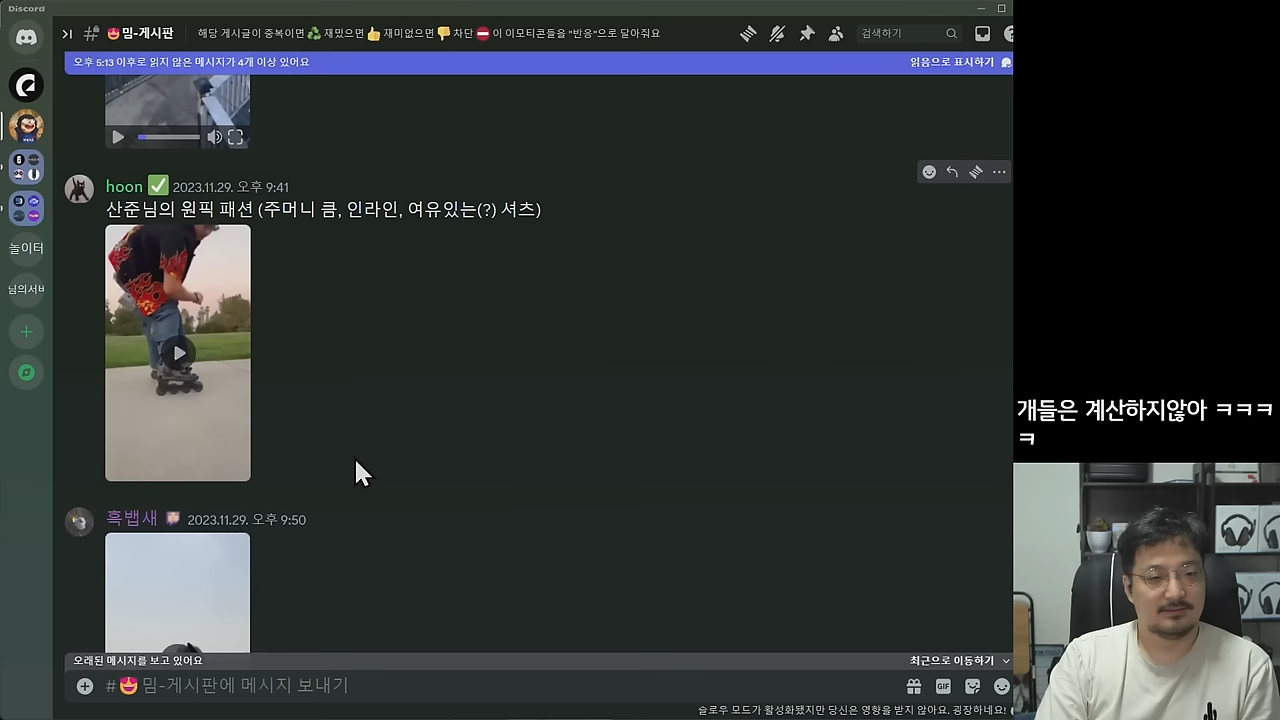 Discord
밈-게시판
해당 게시글이 중복이면 재밌으면 재미없으면 차단 이 이모티콘들을 "반응"으로 달아줘요
검색하기
오후 5:13 이후로 읽지 않은 메시지가 4개 이상 있어요
읽음으로 표시하기
hoon 2023.11.29. 오후 9:41
산준님의 원픽 패션 (주머니 큼, 인라인, 여유있는(?) 셔츠)
놀이터
님의서버
개들은 계산하지않아 ㅋㅋㅋ
ㅋ
흑뱁새 2023.11.29. 오후 9:50
오래된 메시지를 보고 있어요
최근으로 이동하기
#밈-게시판에 메시지 보내기
GIF
슬로우 모드가 활성화됐지만 당신은 영향을 받지 않아요. 굉장하네요!